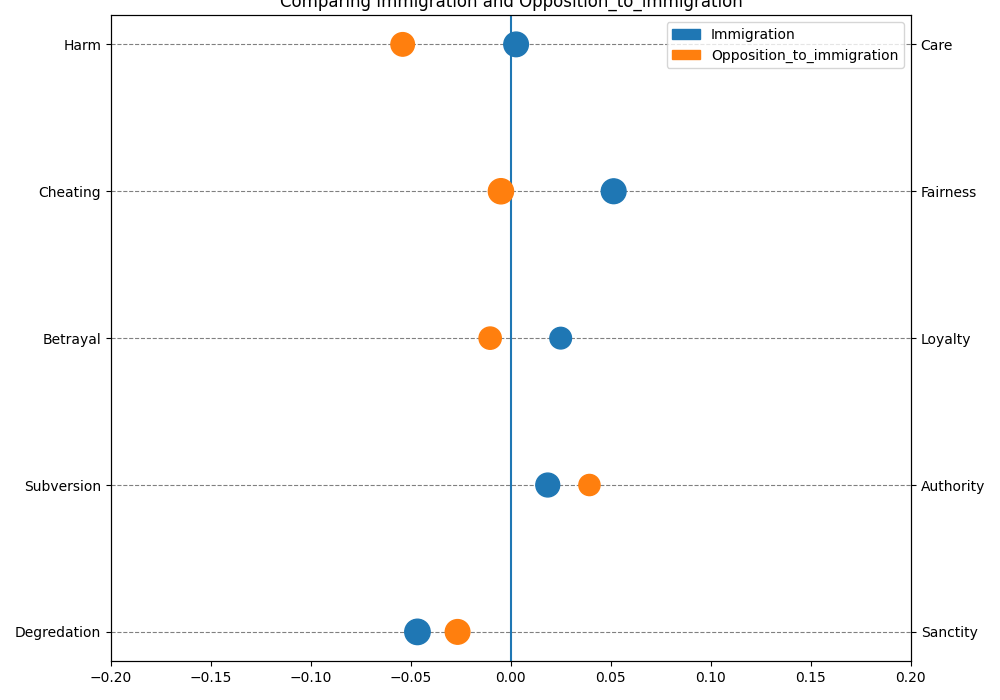 Comparing Immigration and Opposition_to_immigration
Immigration
Opposition_to_immigration
Harm
Care
Cheating
Fairness
Betrayal
Loyalty
Subversion
Authority
Degredation
Sanctity
−0.20 −0.15 −0.10 −0.05 0.00 0.05 0.10 0.15 0.20